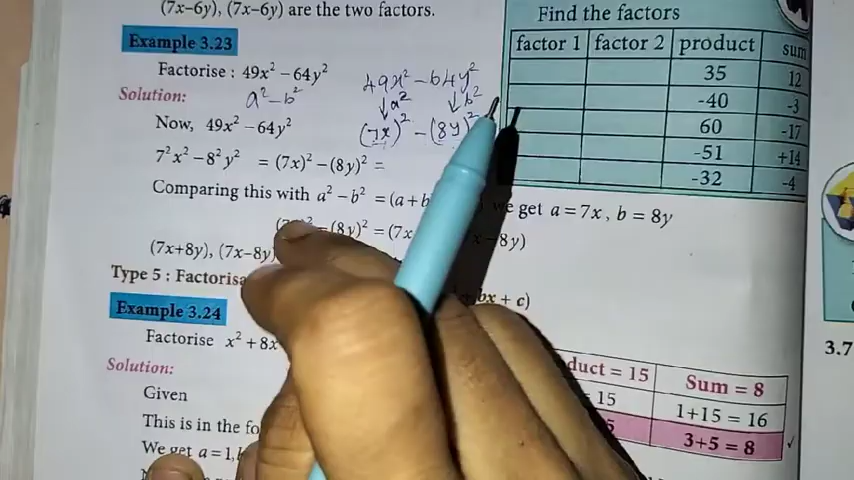 (7x-6y), (7x-6y) are the two factors.
Example 3.23
Factorise : 49x² – 64y²
49x² – 64y²
a² – b²
↓a² ↓b²
Solution:
Now, 49x² – 64y²
(7x)² – (8y)²
7²x² – 8²y² = (7x)² – (8y)² =
Comparing this with a² – b² = (a+b we get a = 7x, b = 8y
– (8y)² = (7x – 8y)
(7x+8y), (7x–8y)
Type 5 : bx + c)
Example 3.24
Factorise x² + 8x
Solution:
Given
This is in the
We get a = 1,
Find the factors
factor 1 factor 2 product sum
35 12
-40 -3
60 -17
-51 +14
-32 -4
= 15 Sum = 8
= 15 1+15 = 16
3+5 = 8 ✓
3.7